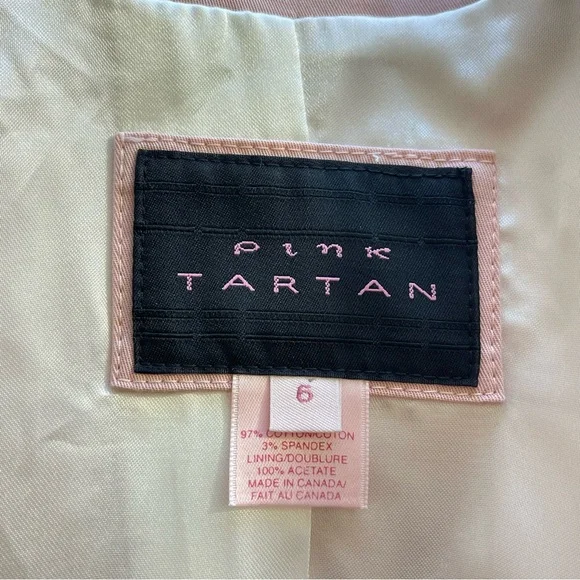 pink
TARTAN
6
97% COTTON/COTON
3% SPANDEX
LINING/DOUBLURE
100% ACETATE
MADE IN CANADA/
FAIT AU CANADA